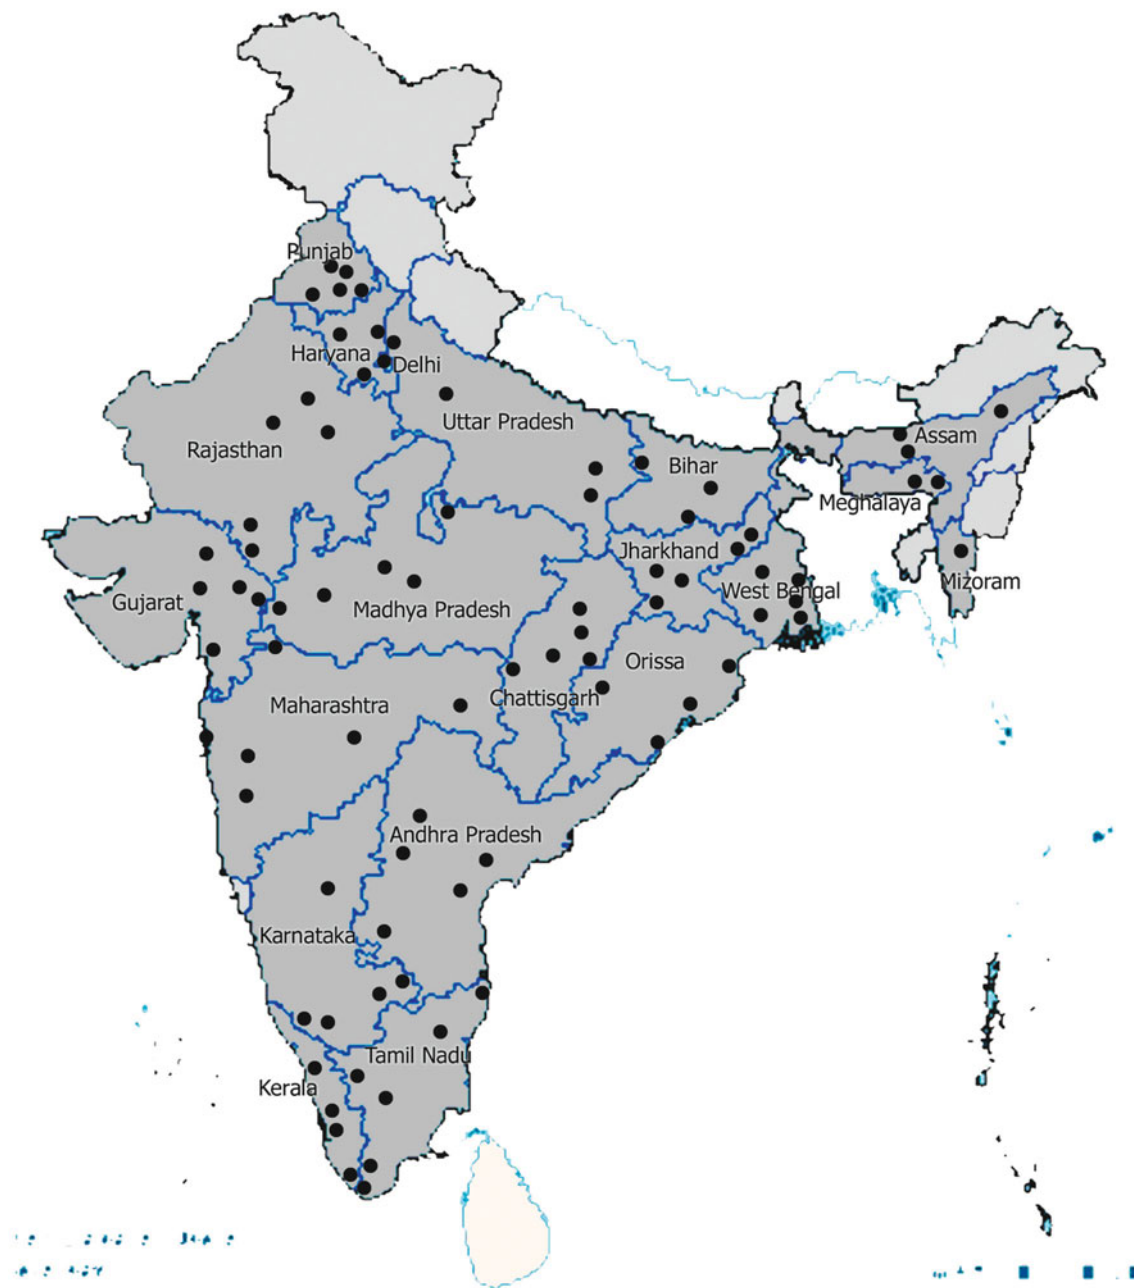 Punjab
Haryana
Delhi
Uttar Pradesh
Rajasthan
Bihar
Assam
Meghalaya
Jharkhand
West Bengal
Mizoram
Gujarat
Madhya Pradesh
Orissa
Chattisgarh
Maharashtra
Andhra Pradesh
Karnataka
Tamil Nadu
Kerala